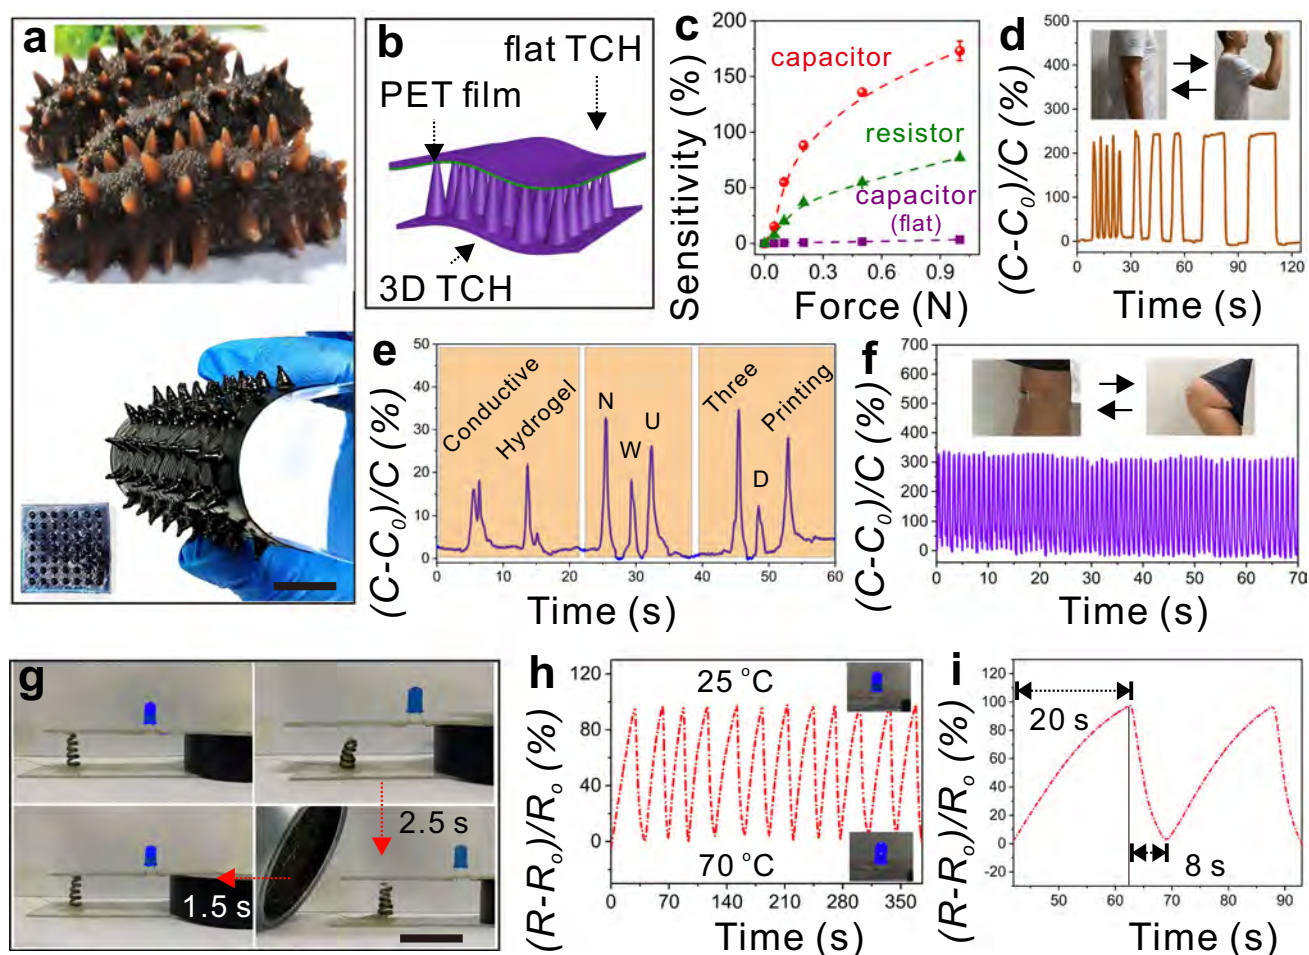 a
b
flat TCH
PET film
3D TCH
c
Sensitivity (%)
200
150
100
50
0
capacitor
resistor
capacitor
(flat)
0.0 0.3 0.6 0.9
Force (N)
d
(C-C₀)/C (%)
500
400
300
200
100
0
0 30 60 90 120
Time (s)
e
(C-C₀)/C (%)
50
40
30
20
10
0
Conductive
Hydrogel
N
W
U
Three
D
Printing
0 10 20 30 40 50 60
Time (s)
f
(C-C₀)/C (%)
700
600
500
400
300
200
100
0
0 10 20 30 40 50 60 70
Time (s)
g
2.5 s
1.5 s
h
(R-Rₒ)/Rₒ (%)
120
80
40
0
25 °C
70 °C
0 70 140 210 280 350
Time (s)
i
(R-Rₒ)/Rₒ (%)
120
100
80
60
40
20
0
-20
20 s
8 s
50 60 70 80 90
Time (s)